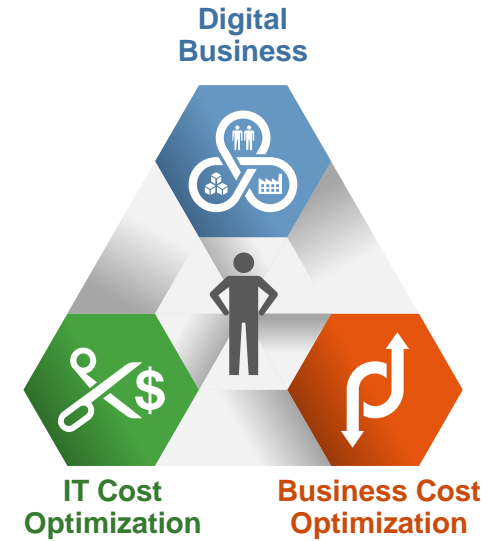 Digital
Business
$
IT Cost
Optimization
Business Cost
Optimization